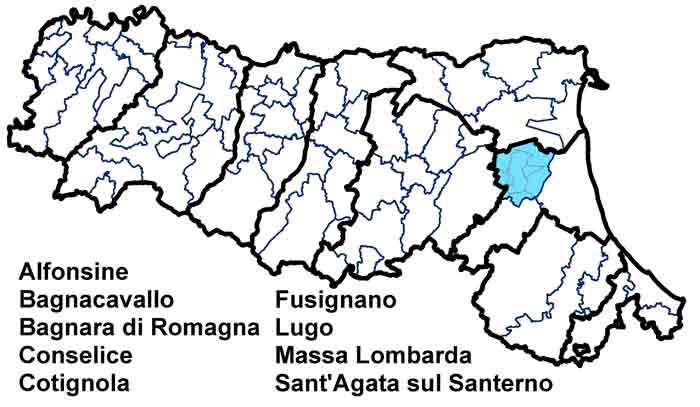 Alfonsine
Bagnacavallo
Bagnara di Romagna
Conselice
Cotignola
Fusignano
Lugo
Massa Lombarda
Sant'Agata sul Santerno